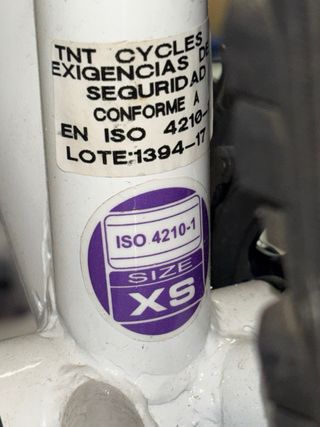 TNT CYCLES
EXIGENCIAS DE
SEGURIDAD
CONFORME A
EN ISO 4210-
LOTE:1394-17
ISO 4210-1
SIZE
XS